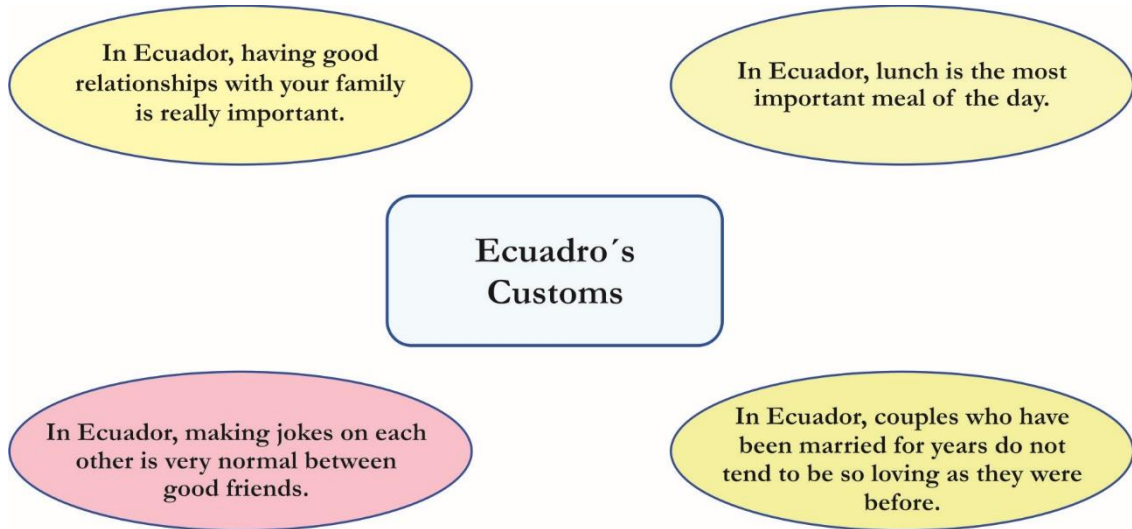 In Ecuador, having good
relationships with your family
is really important.
In Ecuador, lunch is the most
important meal of the day.
Ecuadro´s
Customs
In Ecuador, making jokes on each
other is very normal between
good friends.
In Ecuador, couples who have
been married for years do not
tend to be so loving as they were
before.